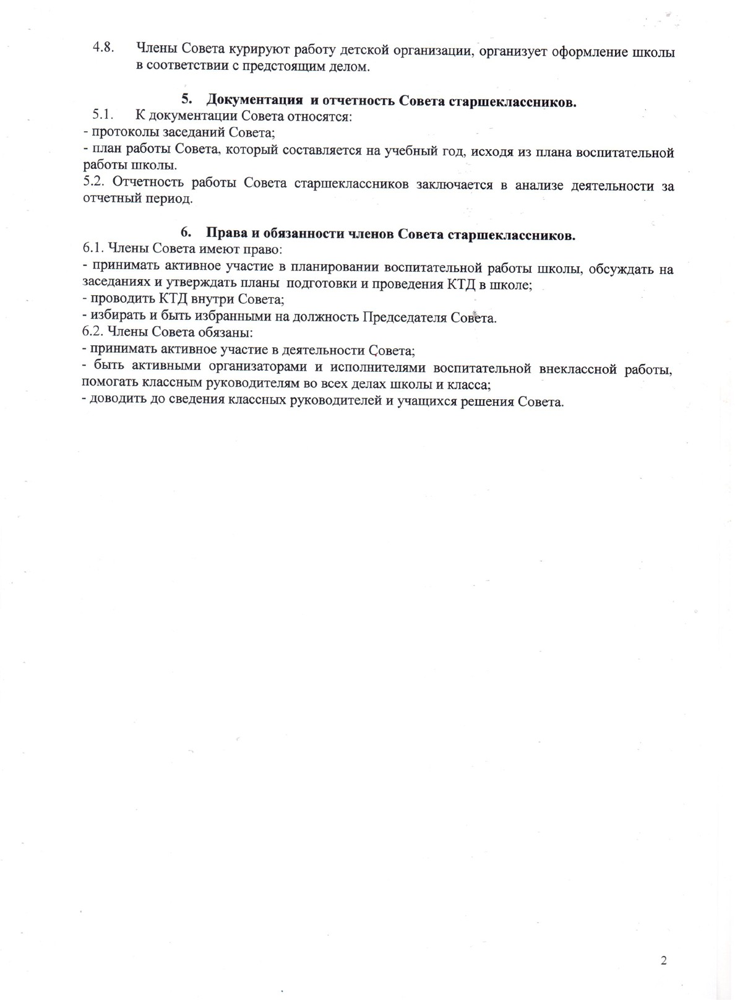 4.8. Члены Совета курируют работу детской организации, организует оформление школы
в соответствии с предстоящим делом.
5. Документация и отчетность Совета старшеклассников.
5.1. К документации Совета относятся:
- протоколы заседаний Совета;
- план работы Совета, который составляется на учебный год, исходя из плана воспитательной
работы школы.
5.2. Отчетность работы Совета старшеклассников заключается в анализе деятельности за
отчетный период.
6. Права и обязанности членов Совета старшеклассников.
6.1. Члены Совета имеют право:
- принимать активное участие в планировании воспитательной работы школы, обсуждать на
заседаниях и утверждать планы подготовки и проведения КТД в школе;
- проводить КТД внутри Совета;
- избирать и быть избранными на должность Председателя Совета.
6.2. Члены Совета обязаны:
- принимать активное участие в деятельности Совета;
- быть активными организаторами и исполнителями воспитательной внеклассной работы,
помогать классным руководителям во всех делах школы и класса;
- доводить до сведения классных руководителей и учащихся решения Совета.
2